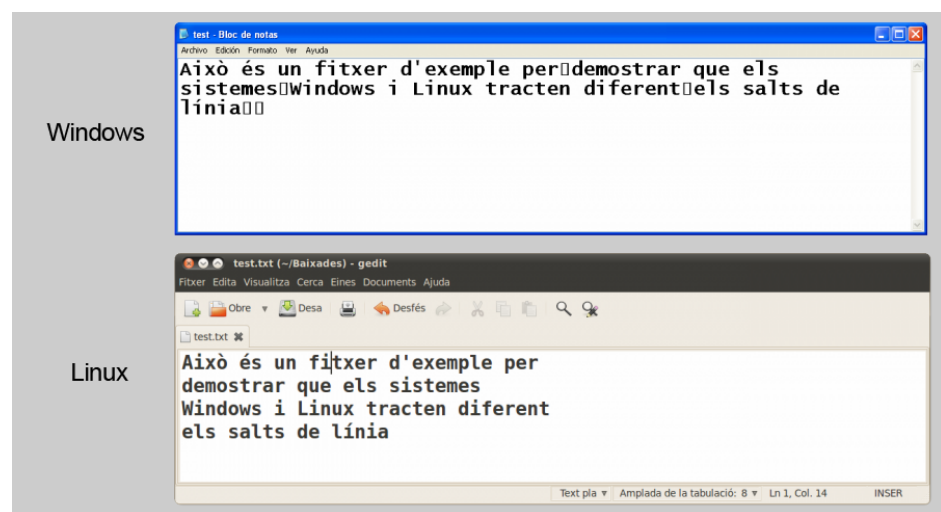 test - Bloc de notas
Archivo Edición Formato Ver Ayuda
Això és un fitxer d'exemple per▯demostrar que els
sistemes▯Windows i Linux tracten diferent▯els salts de
línia▯▯
Windows
test.txt (~/Baixades) - gedit
Fitxer Edita Visualitza Cerca Eines Documents Ajuda
Obre Desa Desfés
test.txt
Això és un fitxer d'exemple per
demostrar que els sistemes
Windows i Linux tracten diferent
els salts de línia
Linux
Text pla Amplada de la tabulació: 8 Ln 1, Col. 14 INSER